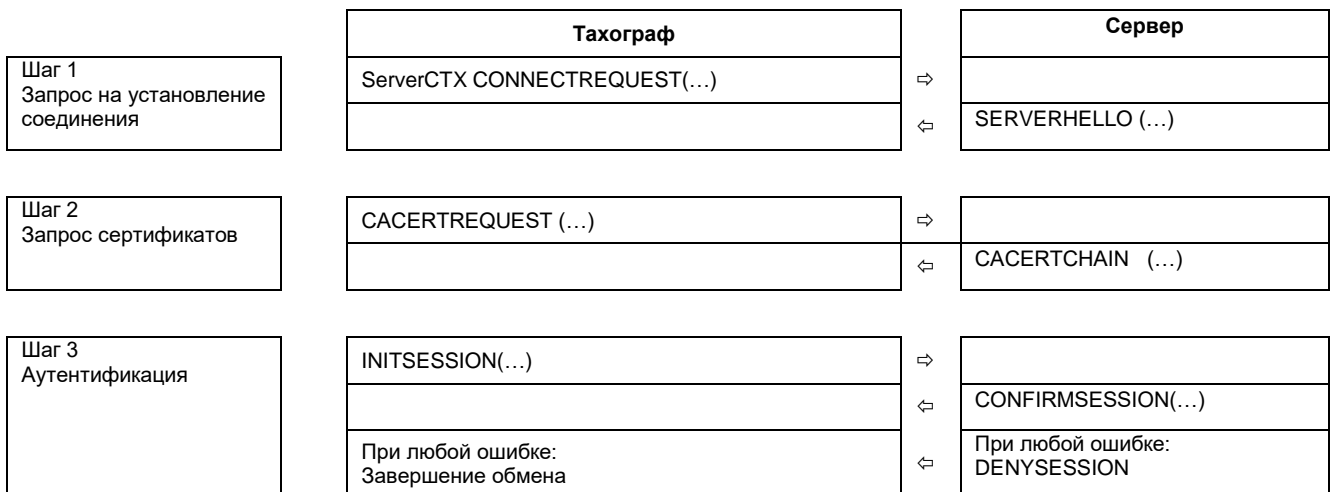 Тахограф
Сервер
Шаг 1
Запрос на установление
соединения
ServerCTX CONNECTREQUEST(…)
⇨
⇦
SERVERHELLO (…)
Шаг 2
Запрос сертификатов
CACERTREQUEST (…)
⇨
⇦
CACERTCHAIN (…)
Шаг 3
Аутентификация
INITSESSION(…)
⇨
⇦
CONFIRMSESSION(…)
При любой ошибке:
Завершение обмена
⇦
При любой ошибке:
DENYSESSION